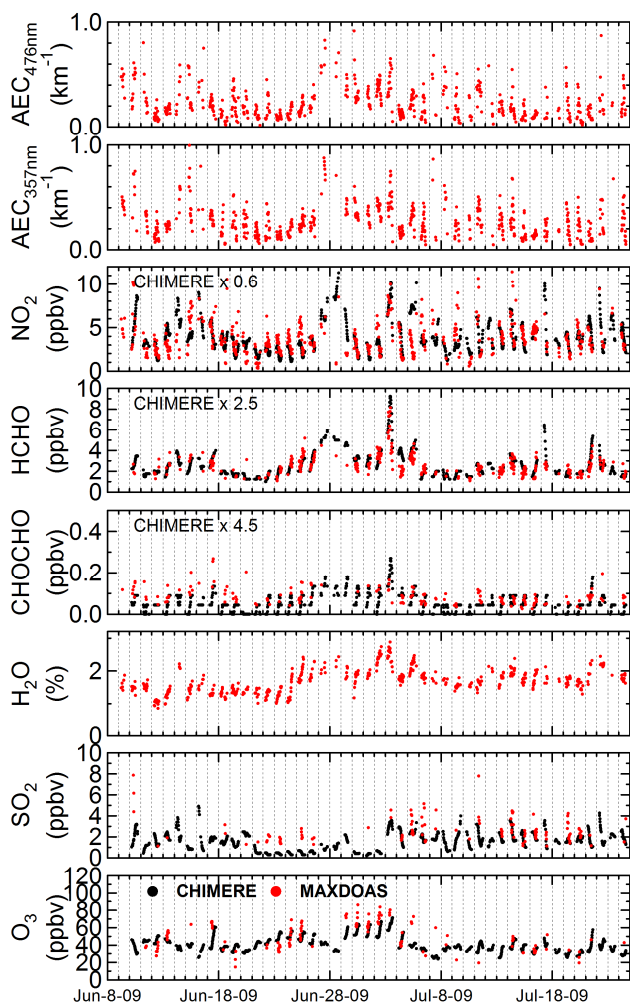 AEC476nm
(km-1)
1.0
0.0
AEC357nm
(km-1)
1.0
0.0
NO2
(ppbv)
10
5
0
CHIMERE x 0.6
HCHO
(ppbv)
10
8
6
4
2
0
CHIMERE x 2.5
CHOCHO
(ppbv)
0.4
0.2
0.0
CHIMERE x 4.5
H2O
(%)
2
0
SO2
(ppbv)
10
8
6
4
2
0
O3
(ppbv)
120
100
80
60
40
20
0
CHIMERE MAXDOAS
Jun-8-09 Jun-18-09 Jun-28-09 Jul-8-09 Jul-18-09